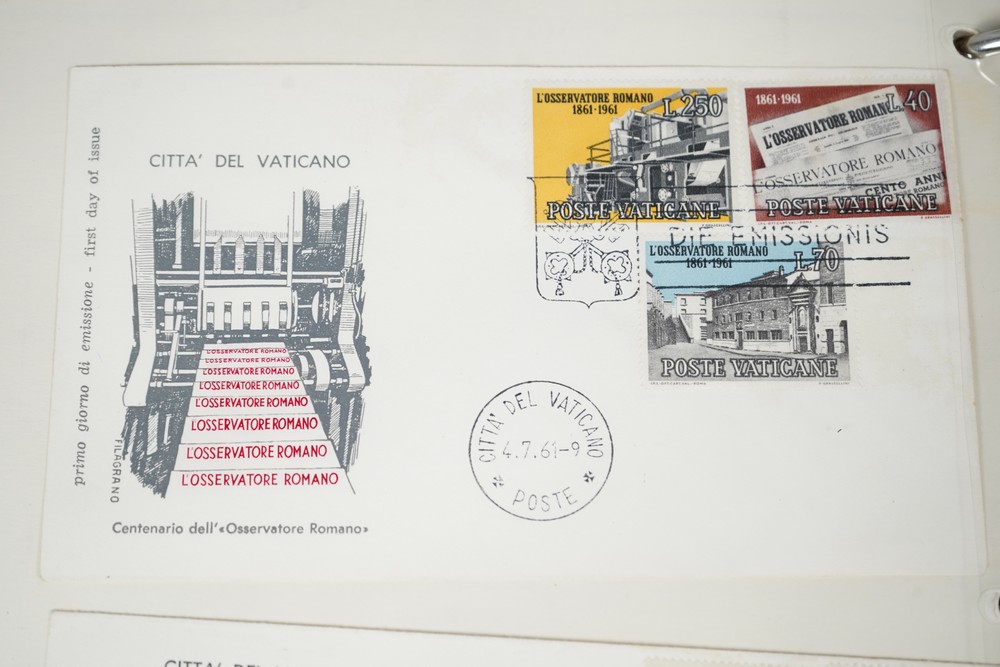 primo giorno di emissione - first day of issue
CITTA' DEL VATICANO
L'OSSERVATORE ROMANO
L'OSSERVATORE ROMANO
L'OSSERVATORE ROMANO
L'OSSERVATORE ROMANO
L'OSSERVATORE ROMANO
L'OSSERVATORE ROMANO
L'OSSERVATORE ROMANO
L'OSSERVATORE ROMANO
FILAGRANO
Centenario dell'«Osservatore Romano»
L'OSSERVATORE ROMANO
1861-1961
L.250
POSTE VATICANE
1861-1961
L.40
L'OSSERVATORE ROMANO
L'OSSERVATORE ROMANO
CENTO ANNI
POSTE VATICANE
DIE EMISSIONIS
L'OSSERVATORE ROMANO
1861-1961
L.70
POSTE VATICANE
CITTA' DEL VATICANO
4.7.61-9
POSTE